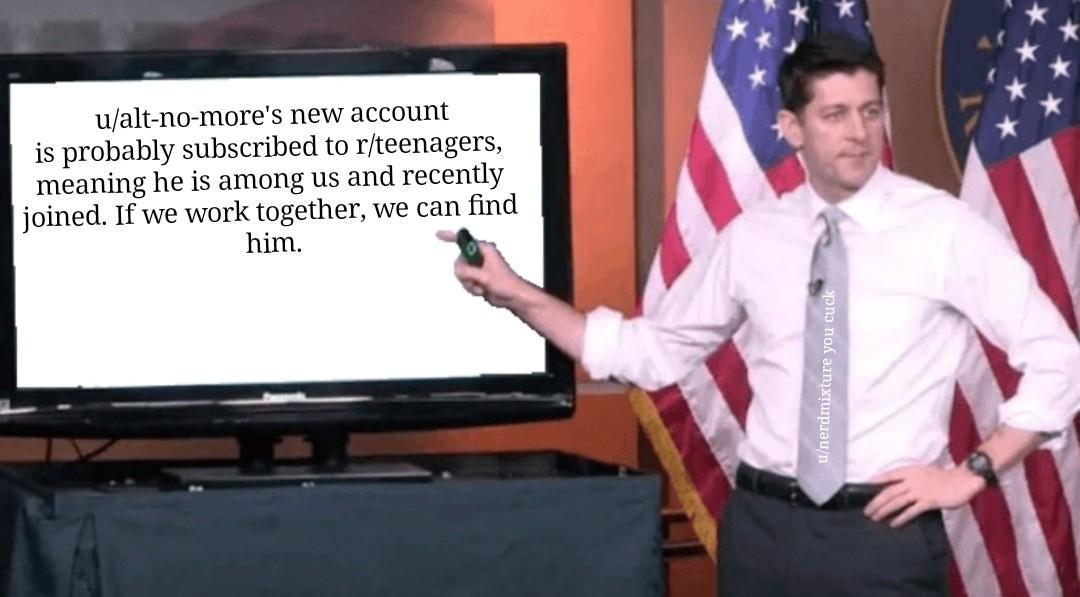 u/alt-no-more's new account
is probably subscribed to r/teenagers,
meaning he is among us and recently
joined. If we work together, we can find
him.
Panasonic
u/nerdmixture you cuck